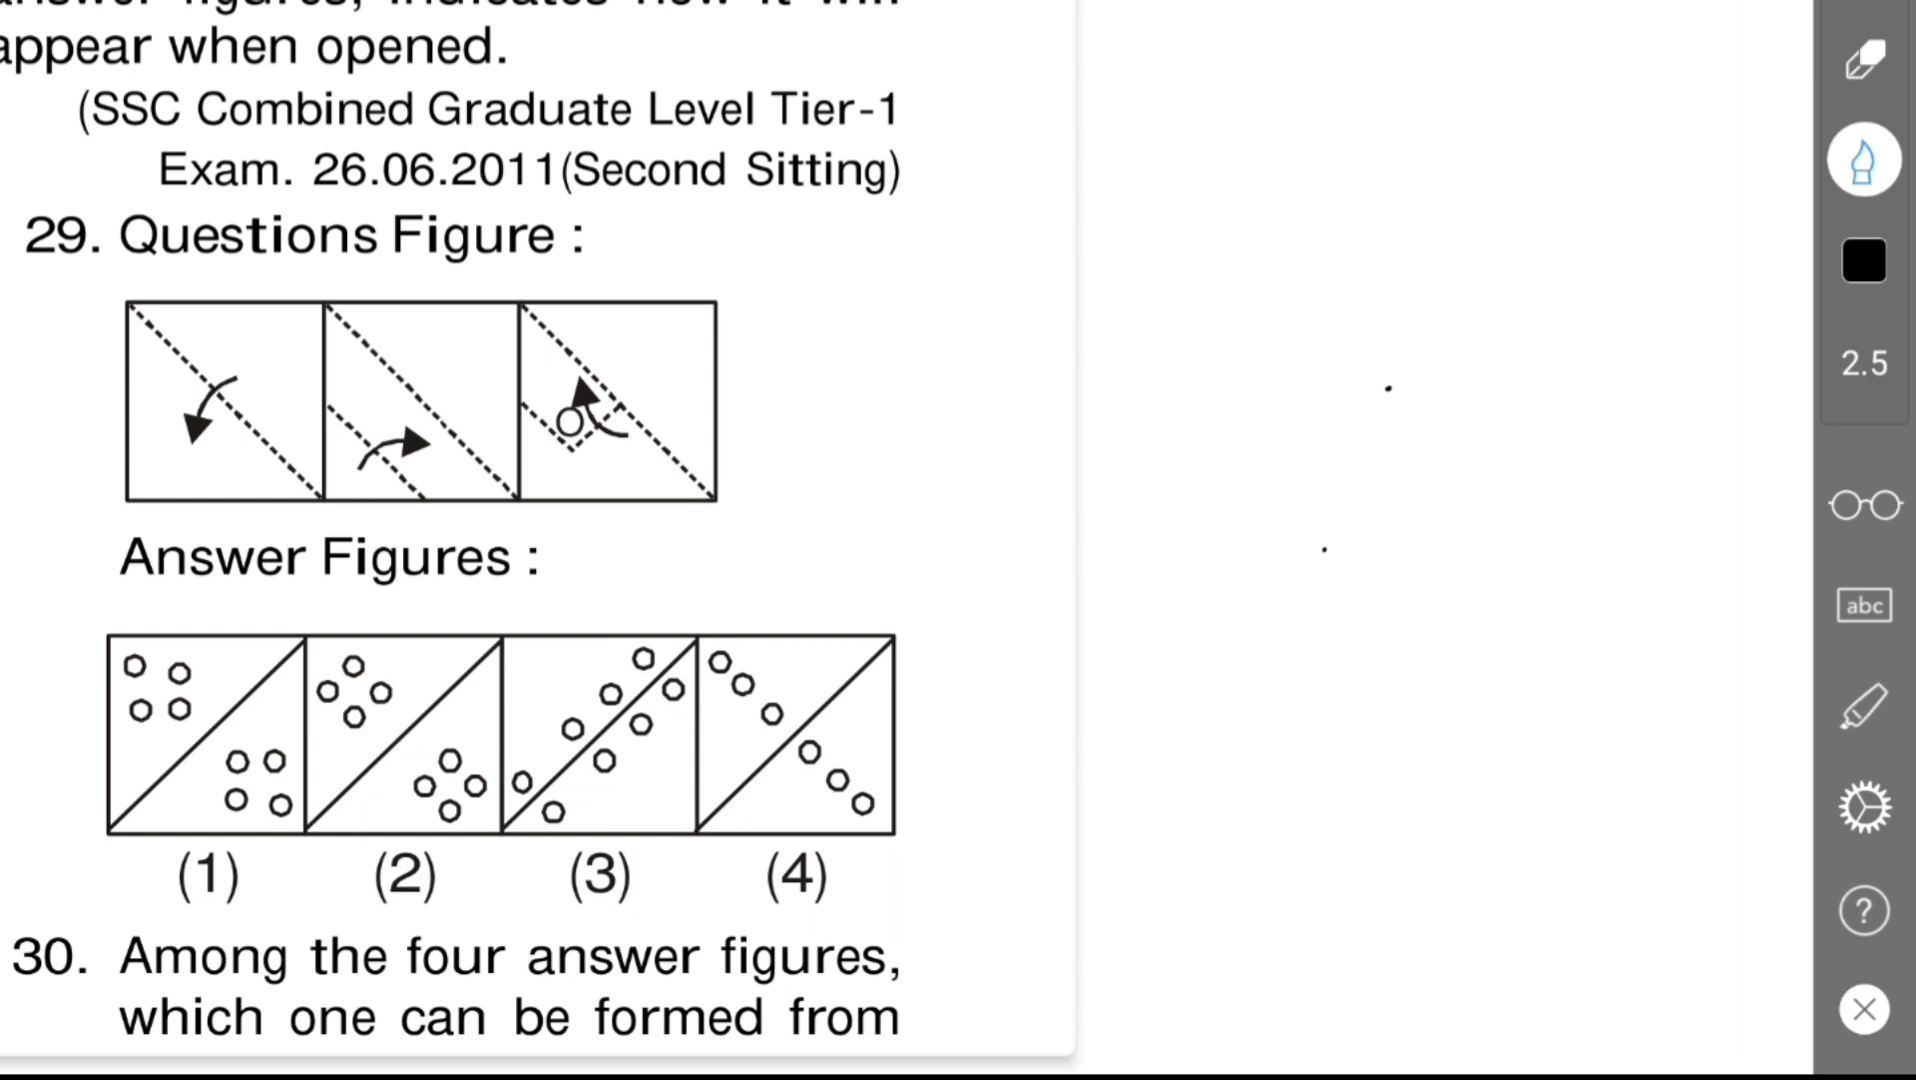 appear when opened.
(SSC Combined Graduate Level Tier-1
Exam. 26.06.2011(Second Sitting)
29. Questions Figure :
Answer Figures :
(1) (2) (3) (4)
30. Among the four answer figures,
which one can be formed from
2.5
abc
?